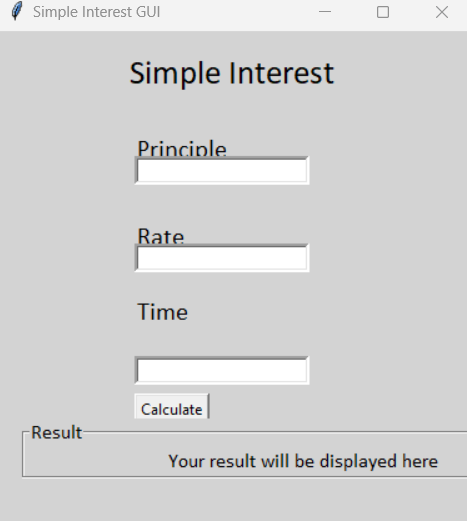 Simple Interest GUI
Simple Interest
Principle
Rate
Time
Calculate
Result
Your result will be displayed here